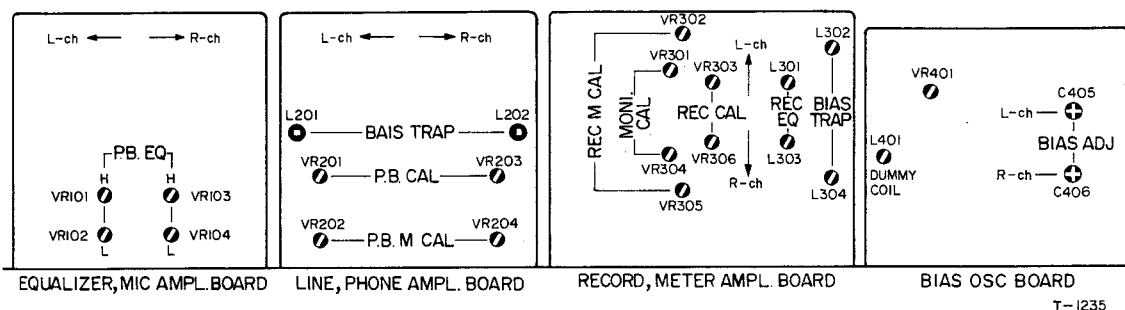 L-ch R-ch
P.B. EQ
H H
VR101 VR103
VR102 VR104
L L
EQUALIZER, MIC AMPL. BOARD
L-ch R-ch
L201 L202
BAIS TRAP
VR201 VR203
P.B. CAL
VR202 VR204
P.B. M CAL
LINE, PHONE AMPL. BOARD
VR302
VR301
VR303
L-ch
L301
L302
REC M CAL
MONI. CAL
REC CAL
REC EQ
BIAS TRAP
VR304
VR306
L303
R-ch
VR305
L304
RECORD, METER AMPL. BOARD
VR401
C405
L-ch
BIAS ADJ
L401
DUMMY COIL
R-ch
C406
BIAS OSC BOARD
T-1235